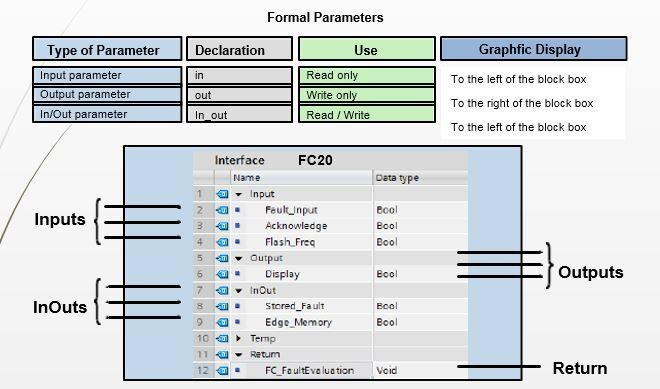 Formal Parameters
Type of Parameter Declaration Use Graphfic Display
Input parameter in Read only To the left of the block box
Output parameter out Write only To the right of the block box
In/Out parameter In_out Read / Write To the left of the block box
Interface FC20
Name Data type
1 Input
2 Fault_Input Bool
3 Acknowledge Bool
4 Flash_Freq Bool
5 Output
6 Display Bool
7 InOut
8 Stored_Fault Bool
9 Edge_Memory Bool
10 Temp
11 Return
12 FC_FaultEvaluation Void
Inputs
InOuts
Outputs
Return